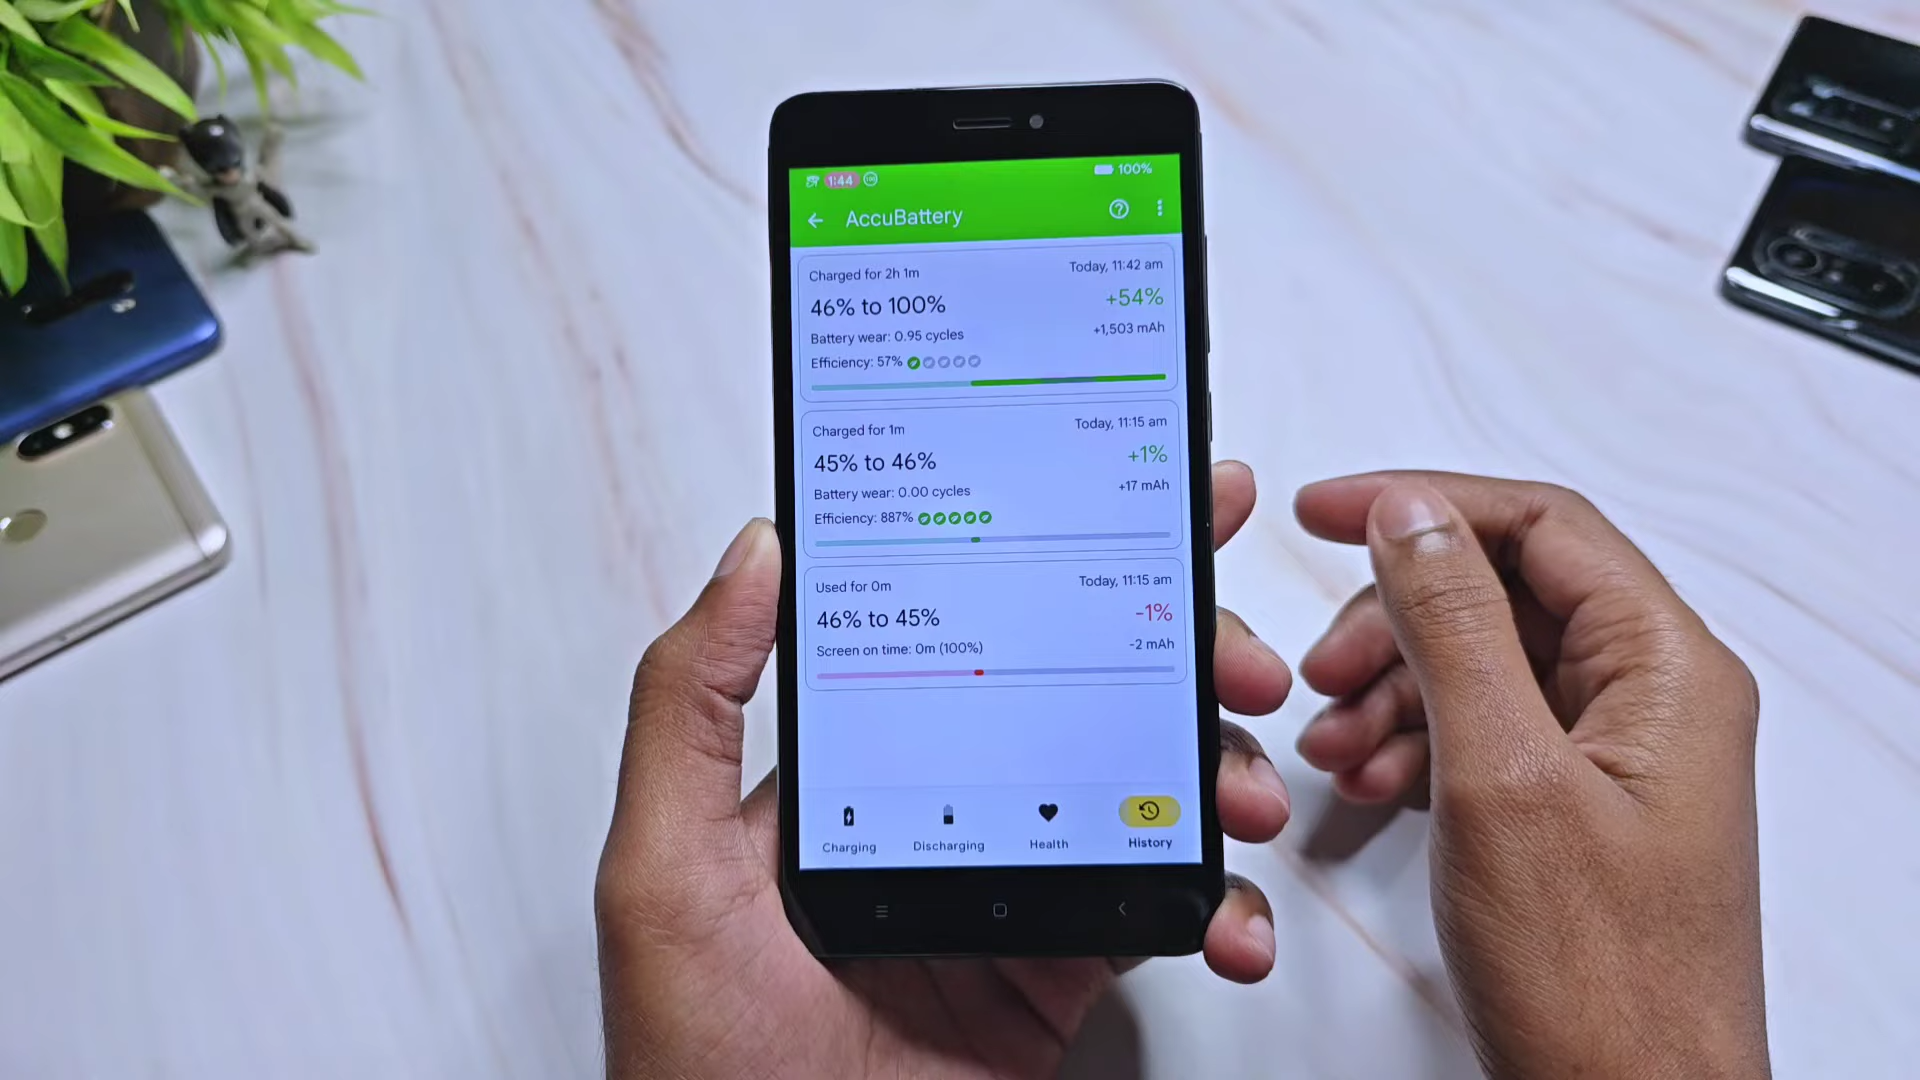 1:44 100%
AccuBattery
Charged for 2h 1m Today, 11:42 am
46% to 100% +54%
Battery wear: 0.95 cycles +1,503 mAh
Efficiency: 57%
Charged for 1m Today, 11:15 am
45% to 46% +1%
Battery wear: 0.00 cycles +17 mAh
Efficiency: 887%
Used for 0m Today, 11:15 am
46% to 45% -1%
Screen on time: 0m (100%) -2 mAh
Charging Discharging Health History